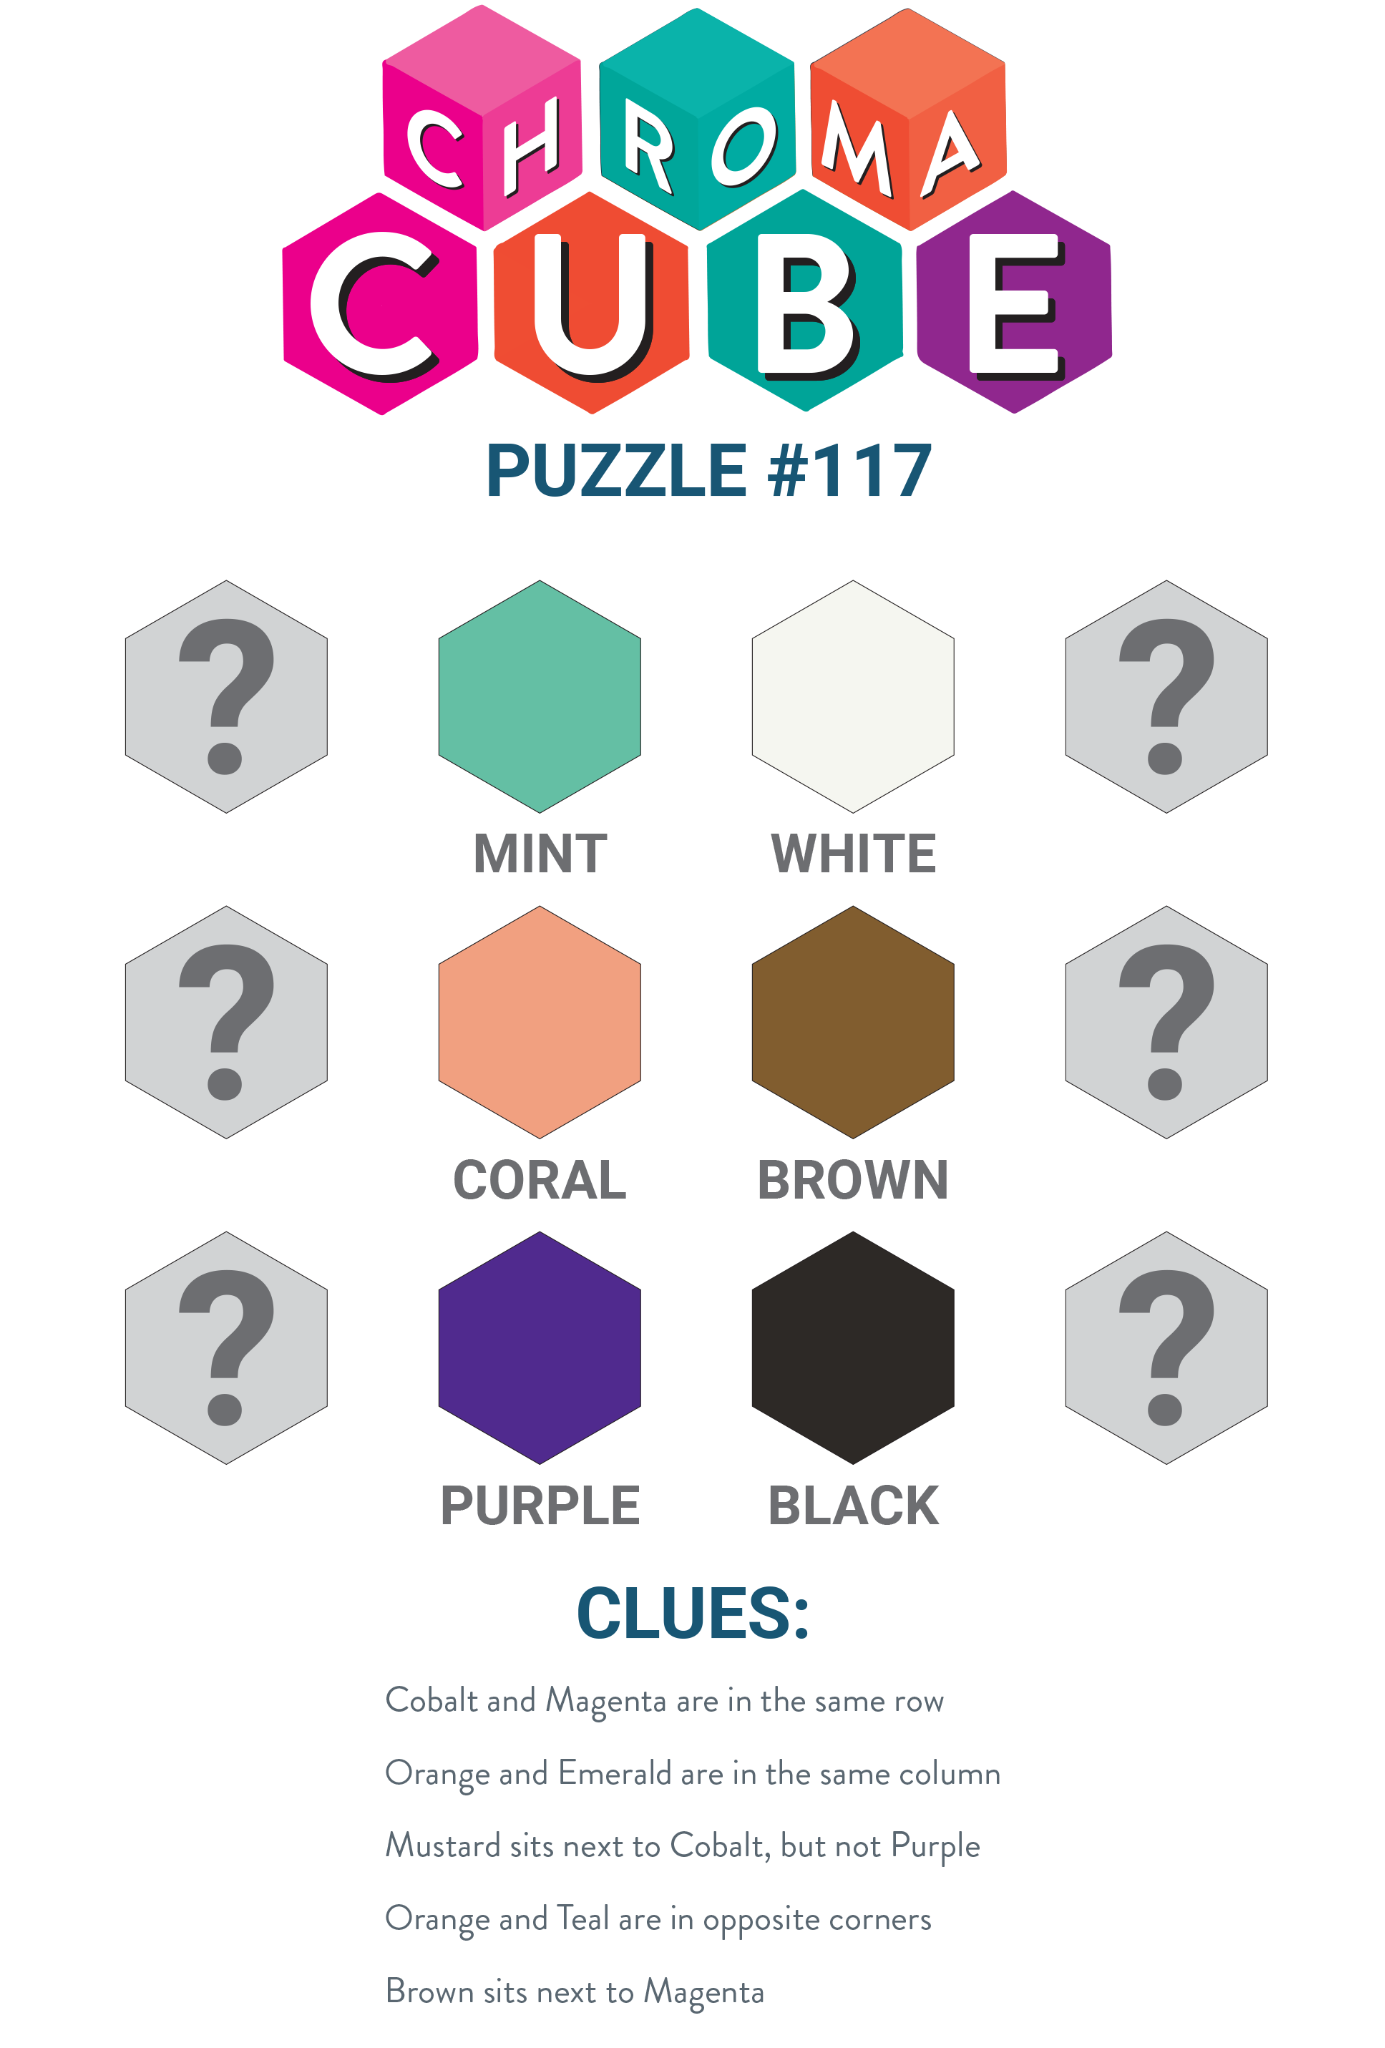 CHROMA
CUBE
PUZZLE #117
? ?
MINT WHITE
? ?
CORAL BROWN
? ?
PURPLE BLACK
CLUES:
Cobalt and Magenta are in the same row
Orange and Emerald are in the same column
Mustard sits next to Cobalt, but not Purple
Orange and Teal are in opposite corners
Brown sits next to Magenta